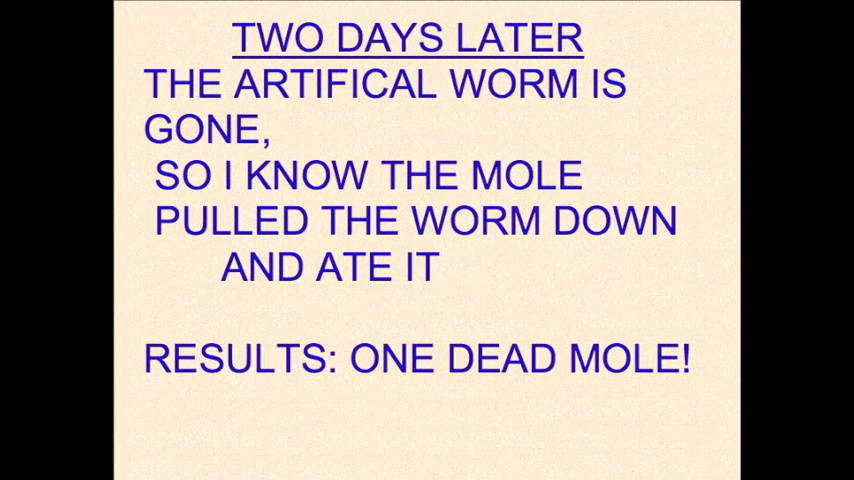 TWO DAYS LATER
THE ARTIFICAL WORM IS
GONE,
SO I KNOW THE MOLE
PULLED THE WORM DOWN
AND ATE IT
RESULTS: ONE DEAD MOLE!